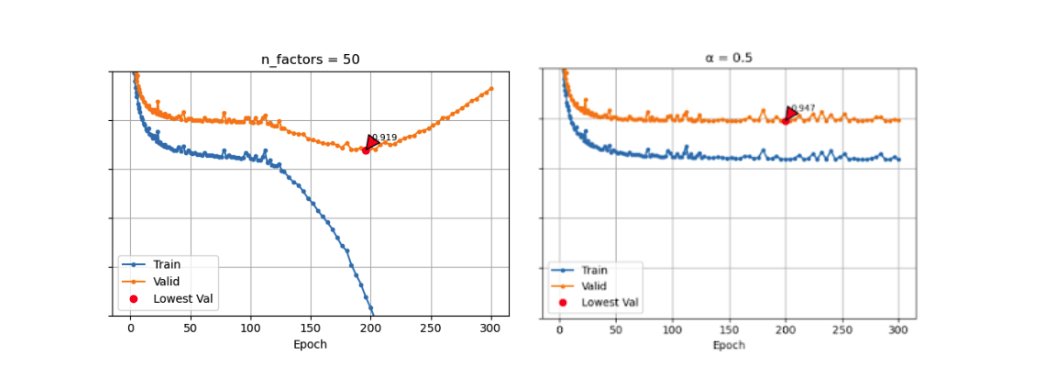 n_factors = 50
0.919
Train
Valid
Lowest Val
0 50 100 150 200 250 300
Epoch
α = 0.5
0.947
Train
Valid
Lowest Val
0 50 100 150 200 250 300
Epoch